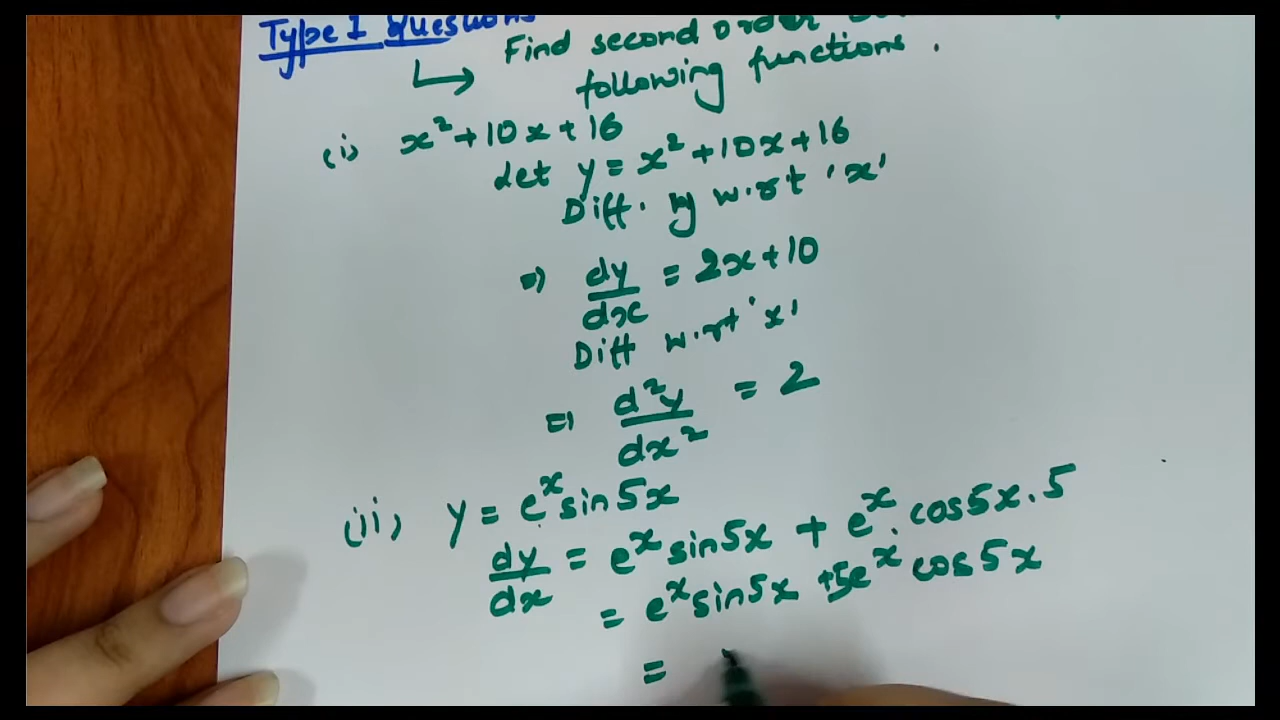 Type 1 Questions
Find second order
following functions.
(i) x²+10x+16
Let y = x²+10x+16
Diff. w.r.t 'x'
⇒ dy/dx = 2x+10
Diff w.r.t 'x'
⇒ d²y/dx² = 2
(ii) y = eˣ sin5x
dy/dx = eˣ sin5x + eˣ. cos5x.5
= eˣ sin5x +5eˣ cos5x
=